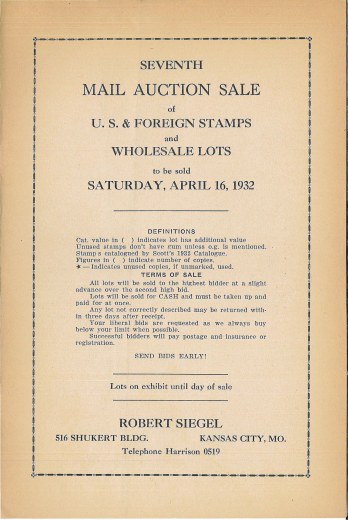 SEVENTH
MAIL AUCTION SALE
of
U. S. & FOREIGN STAMPS
and
WHOLESALE LOTS
to be sold
SATURDAY, APRIL 16, 1932
DEFINITIONS
Cat. value in ( ) indicates lot has additional value
Unused stamps don't have gum unless o.g. is mentioned.
Stamps catalogued by Scott's 1932 Catalogue.
Figures in ( ) indicate number of copies.
★ — Indicates unused copies, if unmarked, used.
TERMS OF SALE
All lots will be sold to the highest bidder at a slight
advance over the second high bid.
Lots will be sold for CASH and must be taken up and
paid for at once.
Any lot not correctly described may be returned with-
in three days after receipt.
Your liberal bids are requested as we always buy
below your limit when possible.
Successful bidders will pay postage and insurance or
registration.
SEND BIDS EARLY!
Lots on exhibit until day of sale
ROBERT SIEGEL
516 SHUKERT BLDG. KANSAS CITY, MO.
Telephone Harrison 0519